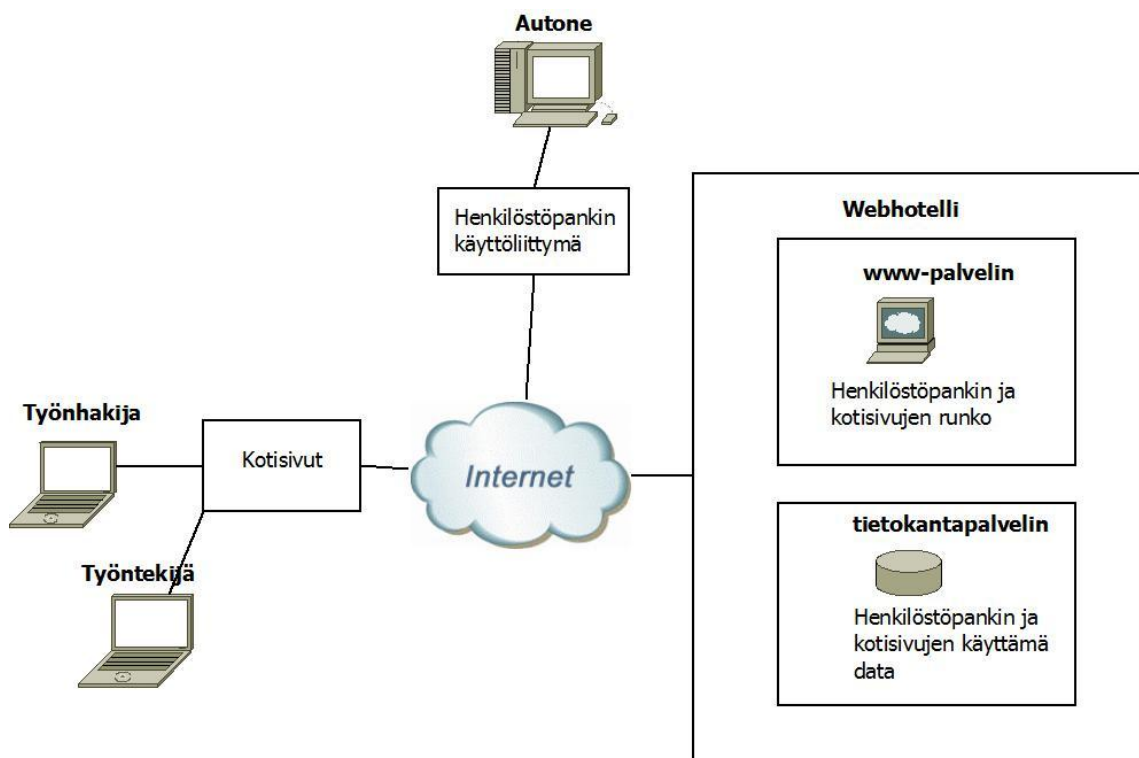 Autone
Henkilöstöpankin
käyttöliittymä
Webhotelli
www-palvelin
Henkilöstöpankin ja
kotisivujen runko
Työnhakija
Kotisivut
Internet
Työntekijä
tietokantapalvelin
Henkilöstöpankin ja
kotisivujen käyttämä
data